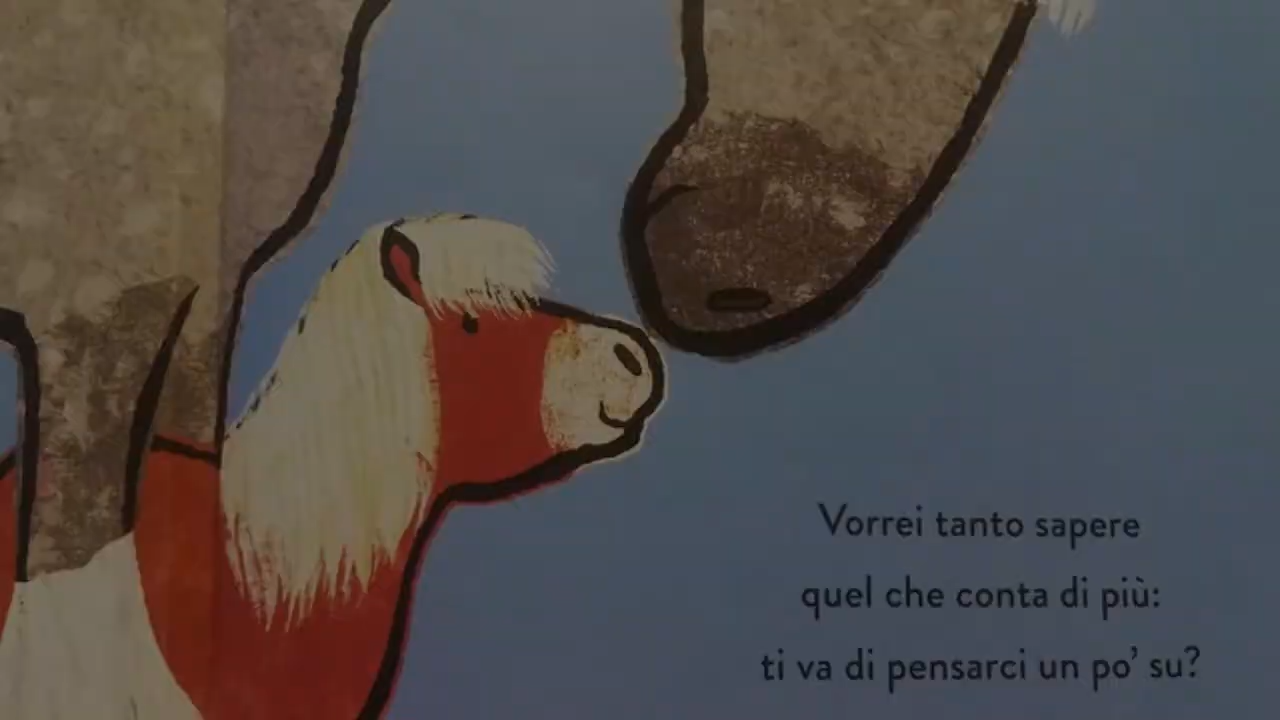 Vorrei tanto sapere
quel che conta di più:
ti va di pensarci un po’ su?